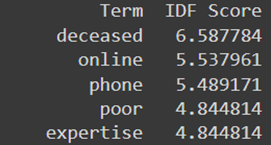 Term IDF Score
deceased 6.587784
online 5.537961
phone 5.489171
poor 4.844814
expertise 4.844814